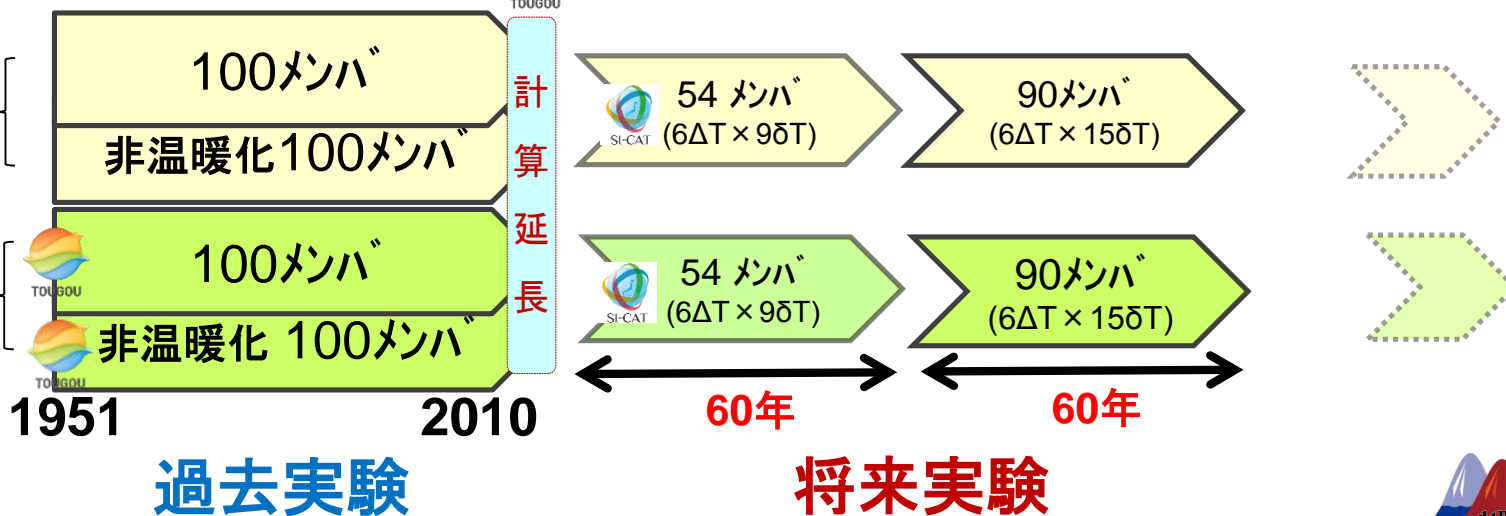 TOUGOU
100メンバ
非温暖化100メンバ
100メンバ
TOUGOU
非温暖化 100メンバ
TOUGOU
計算延長
SI-CAT
54 メンバ
(6ΔT×9δT)
90メンバ
(6ΔT×15δT)
SI-CAT
54 メンバ
(6ΔT×9δT)
90メンバ
(6ΔT×15δT)
1951
2010
60年
60年
過去実験
将来実験